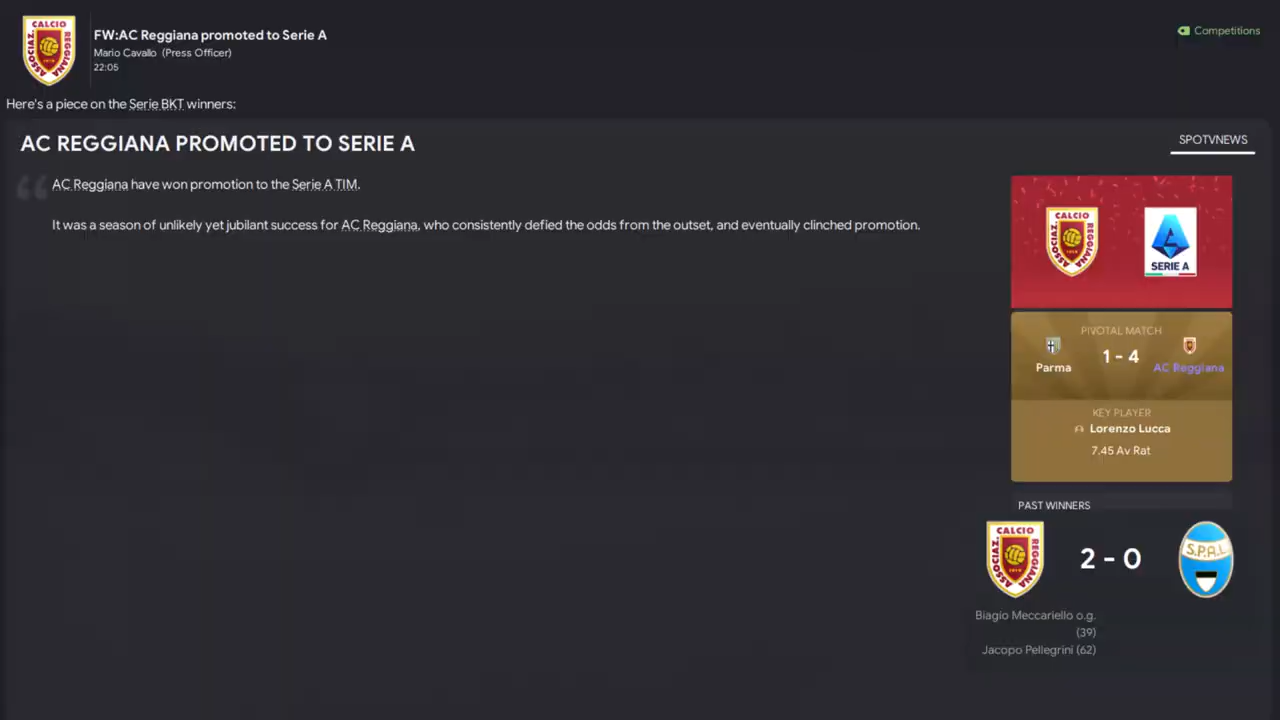 FW:AC Reggiana promoted to Serie A
Mario Cavallo (Press Officer)
22:05
Competitions
Here's a piece on the Serie BKT winners:
AC REGGIANA PROMOTED TO SERIE A
SPOTVNEWS
AC Reggiana have won promotion to the Serie A TIM.
It was a season of unlikely yet jubilant success for AC Reggiana, who consistently defied the odds from the outset, and eventually clinched promotion.
SERIE A
PIVOTAL MATCH
Parma 1 - 4 AC Reggiana
KEY PLAYER
Lorenzo Lucca
7.45 Av Rat
PAST WINNERS
CALCIO
REGGIANA
ASSOCIAZ.
2 - 0
S.P.A.L
Biagio Meccariello o.g.
(39)
Jacopo Pellegrini (62)